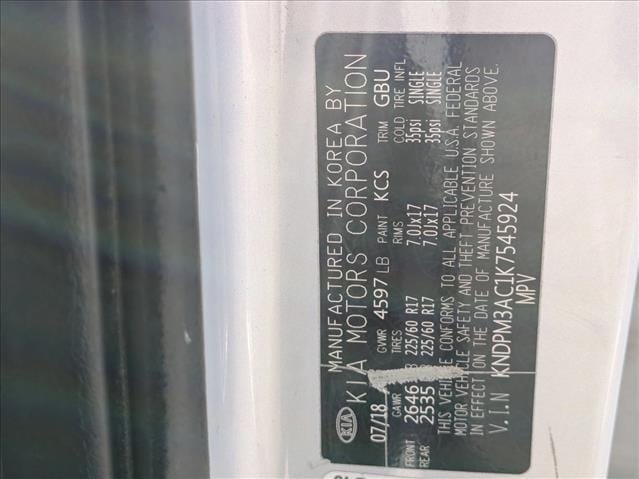 KIA
MANUFACTURED IN KOREA BY
KIA MOTORS CORPORATION
07/18 GVWR 4597 LB PAINT KCS TRIM GBU
GAWR TIRES RIMS COLD TIRE INFL.
FRONT 2646 225/60 R17 7.0JX17 35psi SINGLE
REAR 2535 225/60 R17 7.0JX17 35psi SINGLE
THIS VEHICLE CONFORMS TO ALL APPLICABLE U.S.A. FEDERAL
MOTOR VEHICLE SAFETY AND THEFT PREVENTION STANDARDS
IN EFFECT ON THE DATE OF MANUFACTURE SHOWN ABOVE.
V.I.N KNDPM3AC1K7545924
MPV